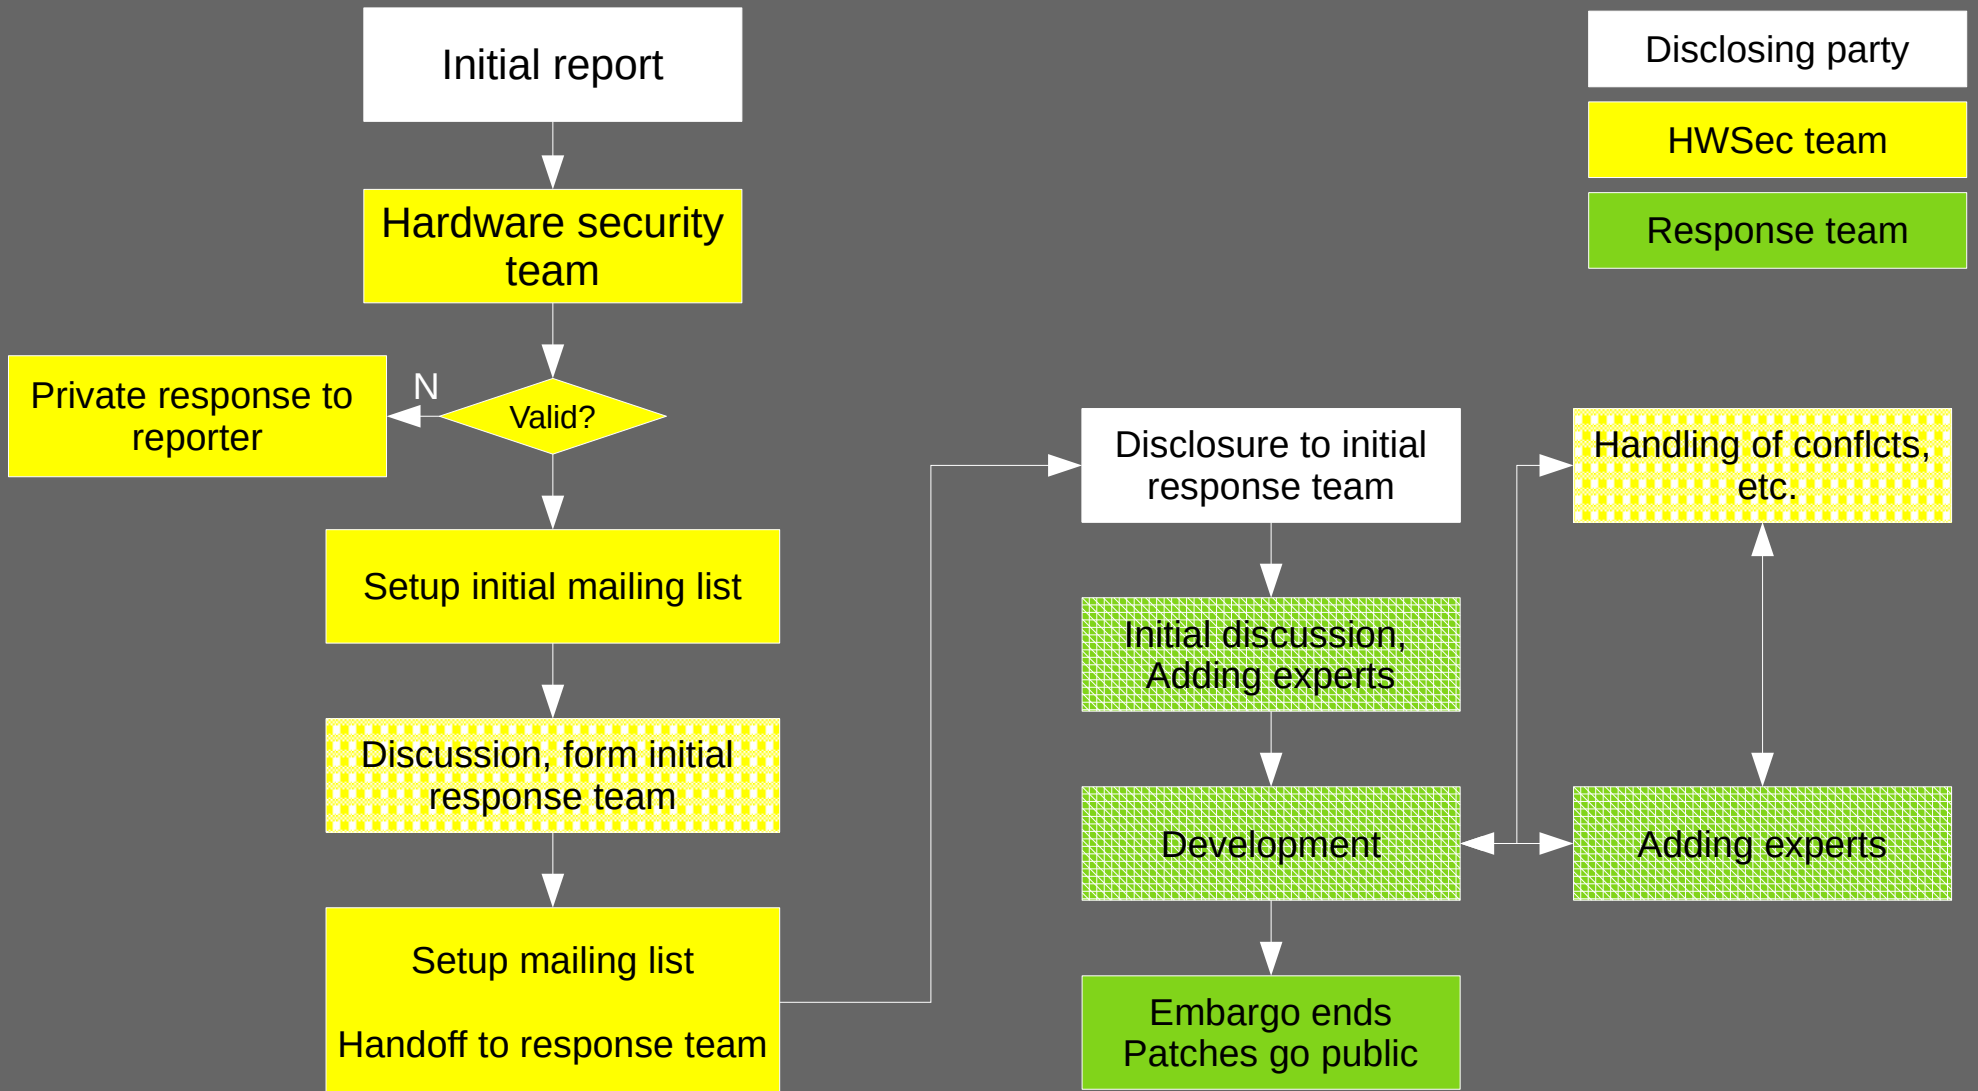 Initial report
Hardware security
team
N
Valid?
Private response to
reporter
Setup initial mailing list
Discussion, form initial
response team
Setup mailing list
Handoff to response team
Disclosure to initial
response team
Initial discussion,
Adding experts
Development
Embargo ends
Patches go public
Handling of conflcts,
etc.
Adding experts
Disclosing party
HWSec team
Response team